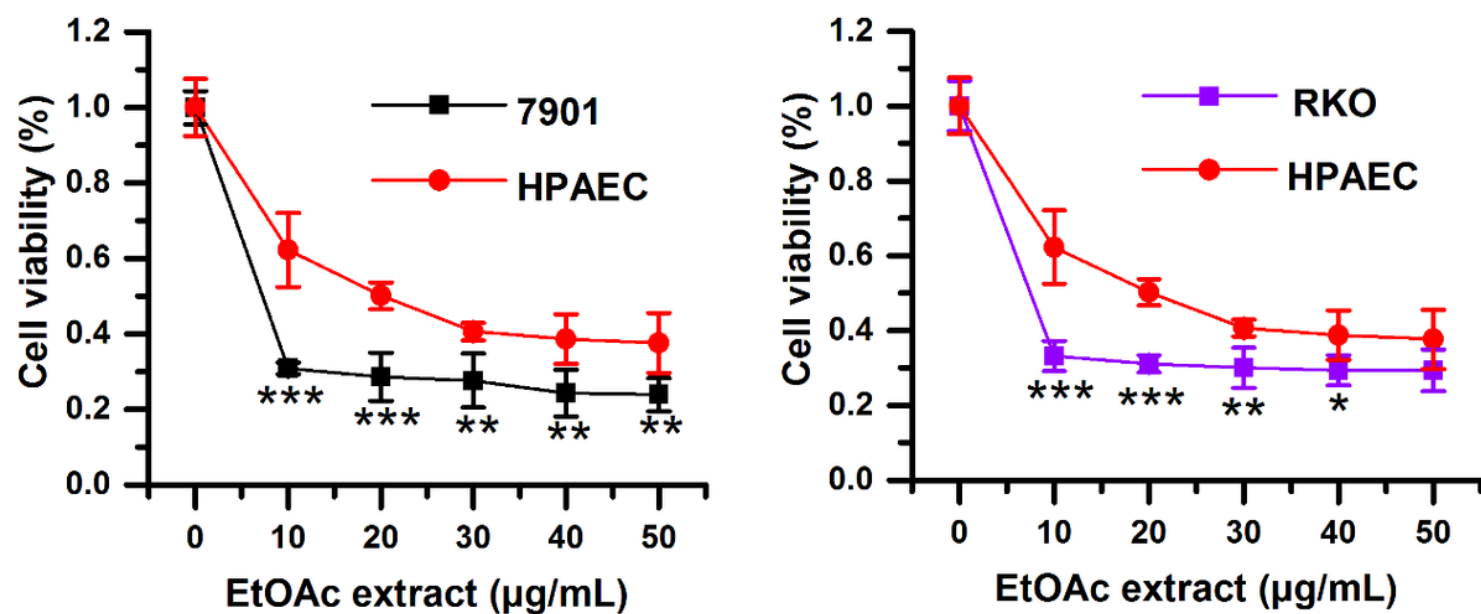 Cell viability (%)
1.2
1.0
0.8
0.6
0.4
0.2
0.0
7901
HPAEC
***
***
**
**
**
0 10 20 30 40 50
EtOAc extract (μg/mL)
Cell viability (%)
1.2
1.0
0.8
0.6
0.4
0.2
0.0
RKO
HPAEC
***
***
**
*
0 10 20 30 40 50
EtOAc extract (μg/mL)